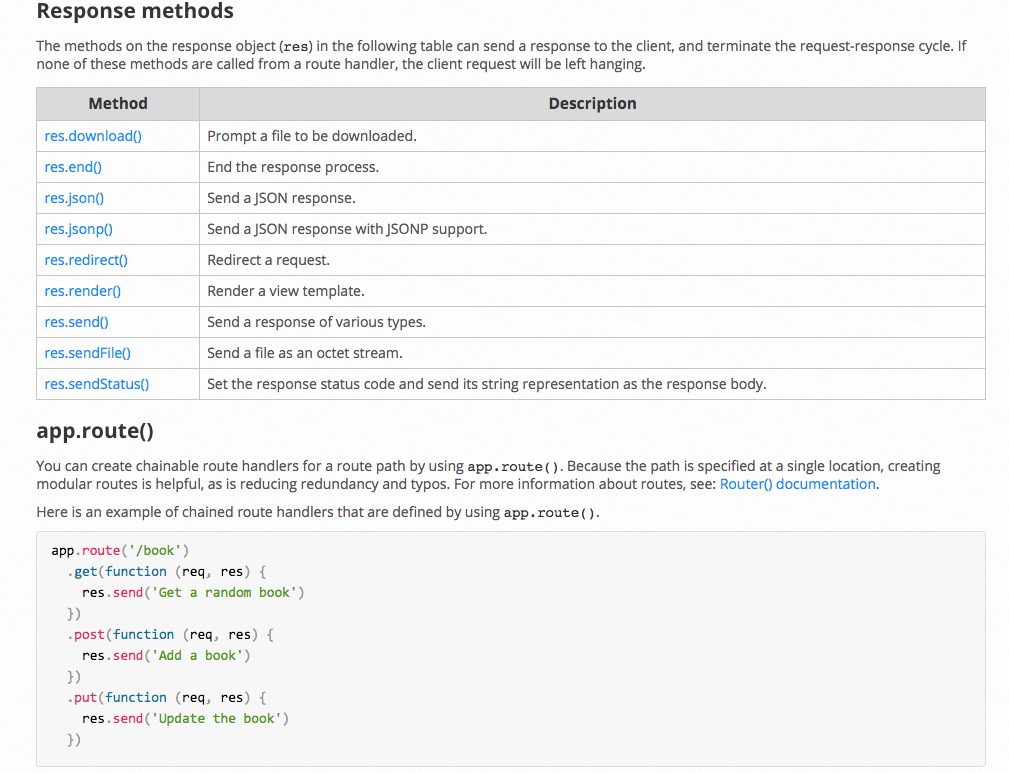 Response methods
The methods on the response object (res) in the following table can send a response to the client, and terminate the request-response cycle. If
none of these methods are called from a route handler, the client request will be left hanging.
Method Description
res.download() Prompt a file to be downloaded.
res.end() End the response process.
res.json() Send a JSON response.
res.jsonp() Send a JSON response with JSONP support.
res.redirect() Redirect a request.
res.render() Render a view template.
res.send() Send a response of various types.
res.sendFile() Send a file as an octet stream.
res.sendStatus() Set the response status code and send its string representation as the response body.
app.route()
You can create chainable route handlers for a route path by using app.route(). Because the path is specified at a single location, creating
modular routes is helpful, as is reducing redundancy and typos. For more information about routes, see: Router() documentation.
Here is an example of chained route handlers that are defined by using app.route().
app.route('/book')
  .get(function (req, res) {
    res.send('Get a random book')
  })
  .post(function (req, res) {
    res.send('Add a book')
  })
  .put(function (req, res) {
    res.send('Update the book')
  })